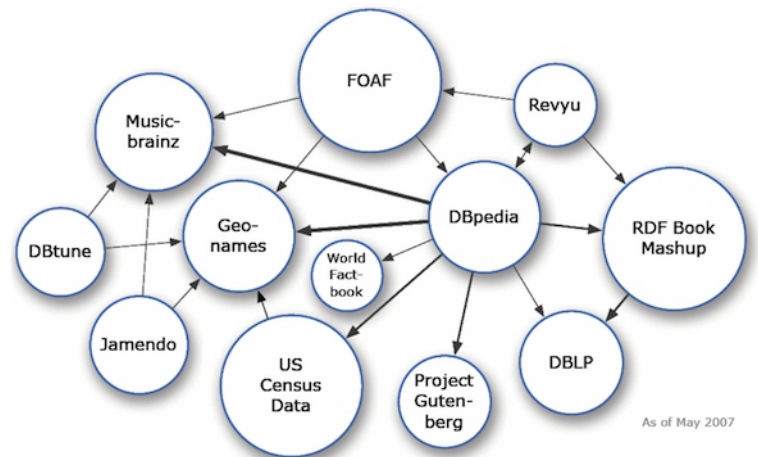 FOAF
Music-
brainz
Revyu
DBpedia
Geo-
names
RDF Book
Mashup
DBtune
World
Fact-
book
Jamendo
US
Census
Data
Project
Guten-
berg
DBLP
As of May 2007